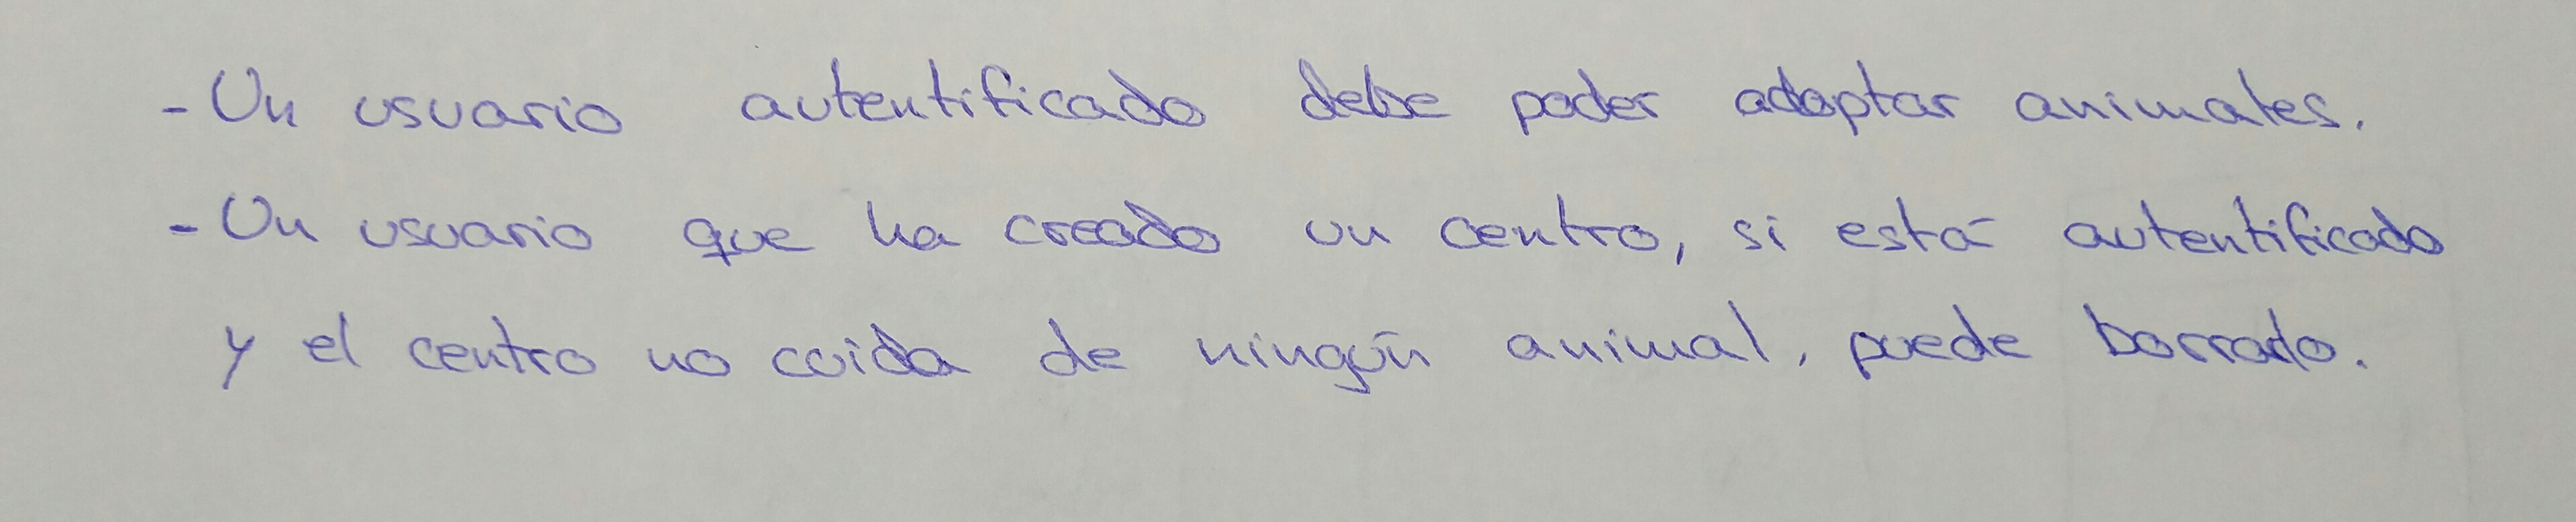 - Un usuario autentificado debe poder adoptar animales.
- Un usuario que ha creado un centro, si está autentificado
y el centro no cuida de ningún animal, puede borrado.